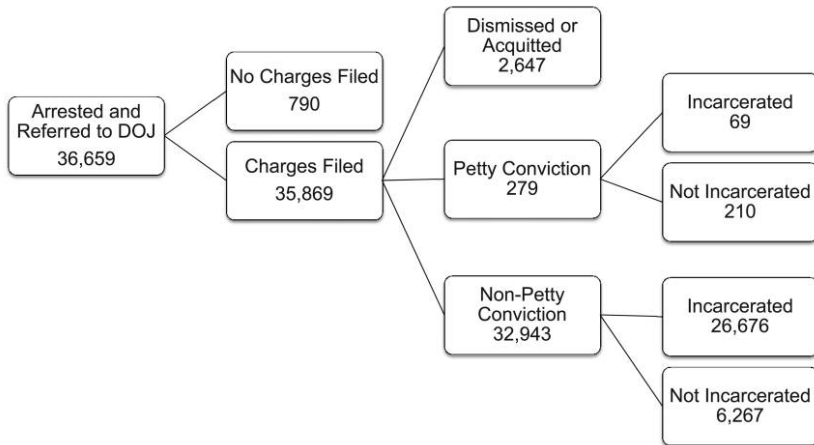 Arrested and
Referred to DOJ
36,659
No Charges Filed
790
Charges Filed
35,869
Dismissed or
Acquitted
2,647
Petty Conviction
279
Non-Petty
Conviction
32,943
Incarcerated
69
Not Incarcerated
210
Incarcerated
26,676
Not Incarcerated
6,267